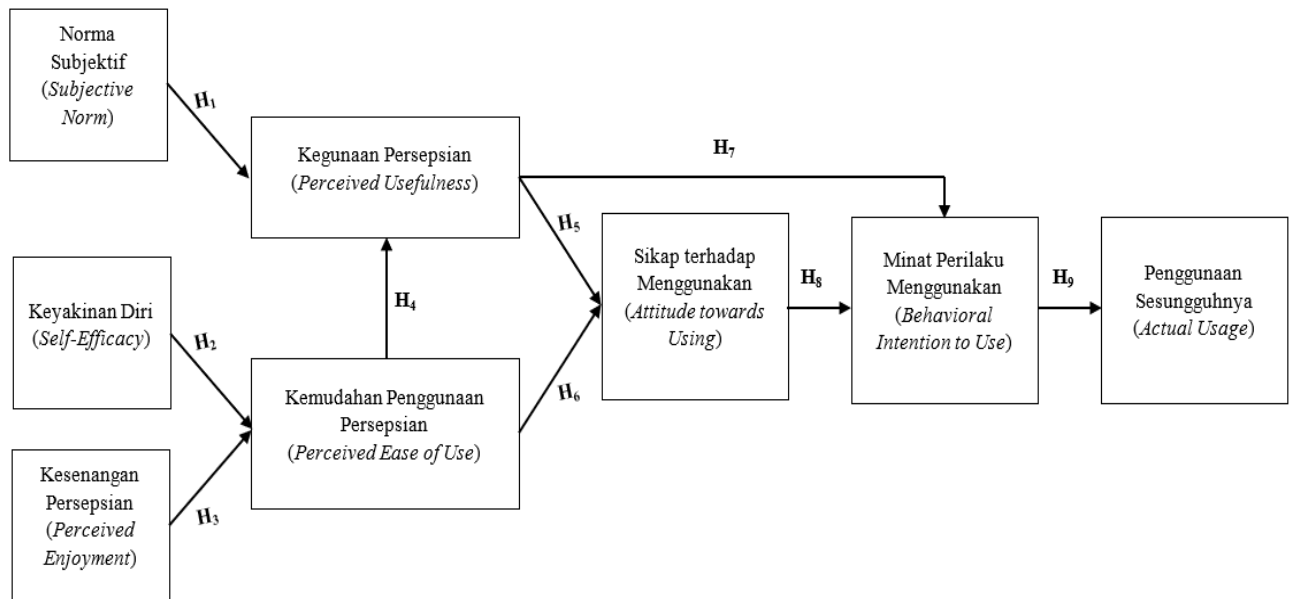 Norma
Subjektif
(Subjective
Norm)
H₁
Kegunaan Persepsian
(Perceived Usefulness)
H₇
H₅
Keyakinan Diri
(Self-Efficacy)
H₂
H₄
Sikap terhadap
Menggunakan
(Attitude towards
Using)
H₈
Minat Perilaku
Menggunakan
(Behavioral
Intention to Use)
H₉
Penggunaan
Sesungguhnya
(Actual Usage)
Kemudahan Penggunaan
Persepsian
(Perceived Ease of Use)
H₆
Kesenangan
Persepsian
(Perceived
Enjoyment)
H₃